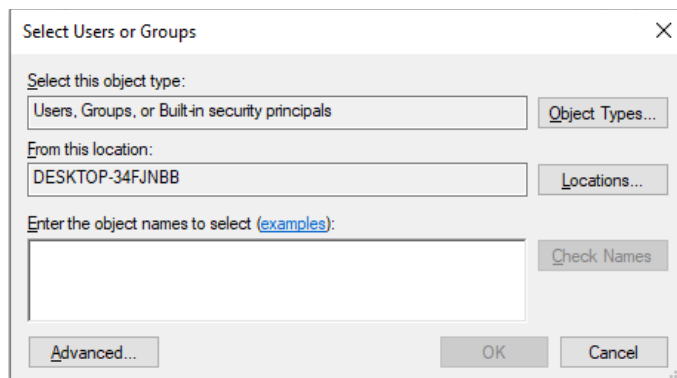 Select Users or Groups
Select this object type:
Users, Groups, or Built-in security principals
Object Types...
From this location:
DESKTOP-34FJNBB
Locations...
Enter the object names to select (examples):
Check Names
Advanced...
OK
Cancel